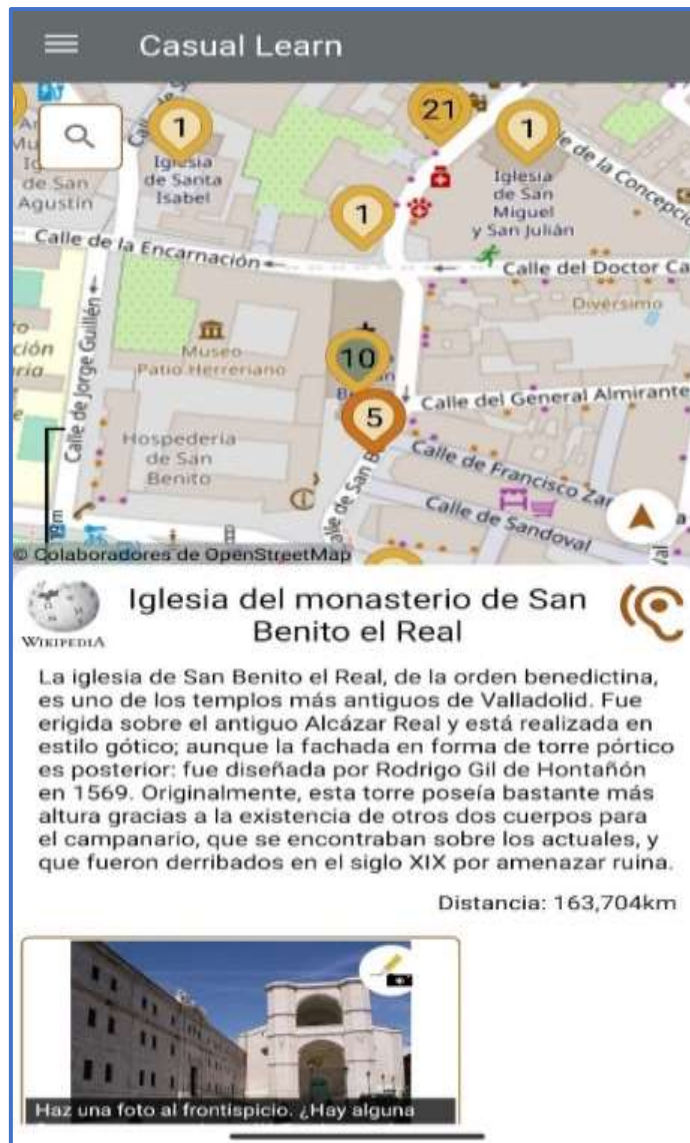 Casual Learn
21
1
1
Iglesia
de Santa
Isabel
Iglesia
de San
Miguel
y San Julián
de San
Agustín
1
Calle de la Concepción
Calle de la Encarnación
Calle del Doctor Ca
Diversimo
Calle de Jorge Guillén
Museo
Patio Herreriano
10
5
Calle del General Almirante
Hospedería
de San
Benito
Calle de Francisco Zar
Calle de Sandoval
© Colaboradores de OpenStreetMap
WIKIPEDIA
Iglesia del monasterio de San
Benito el Real
La iglesia de San Benito el Real, de la orden benedictina,
es uno de los templos más antiguos de Valladolid. Fue
erigida sobre el antiguo Alcázar Real y está realizada en
estilo gótico; aunque la fachada en forma de torre pórtico
es posterior: fue diseñada por Rodrigo Gil de Hontañón
en 1569. Originalmente, esta torre poseía bastante más
altura gracias a la existencia de otros dos cuerpos para
el campanario, que se encontraban sobre los actuales, y
que fueron derribados en el siglo XIX por amenazar ruina.
Distancia: 163,704km
Haz una foto al frontispicio. ¿Hay alguna